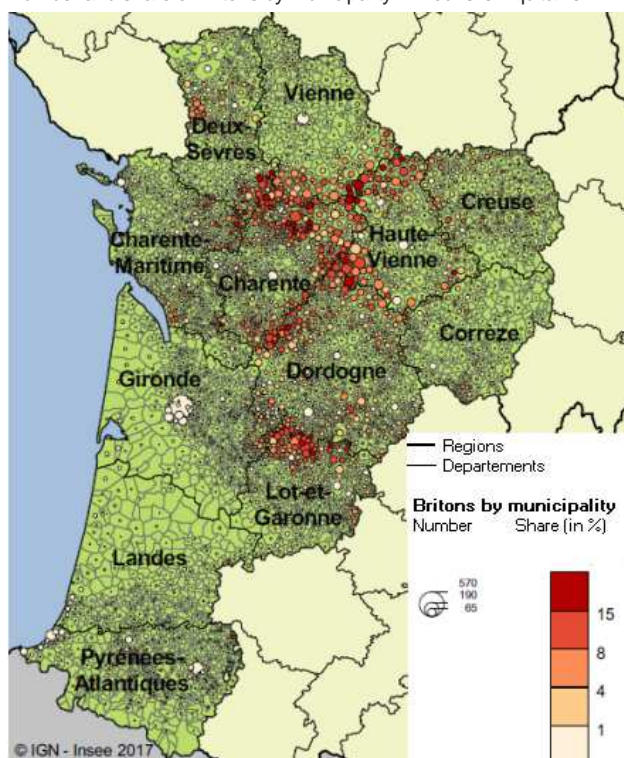 Vienne
Deux-
Sèvres
Creuse
Charente-
Maritime
Haute-
Vienne
Charente
Corrèze
Gironde
Dordogne
Regions
Departements
Lot-et-
Garonne
Britons by municipality
Number Share (in %)
Landes
570
190
65
15
8
4
1
Pyrénées-
Atlantiques
© IGN - Insee 2017